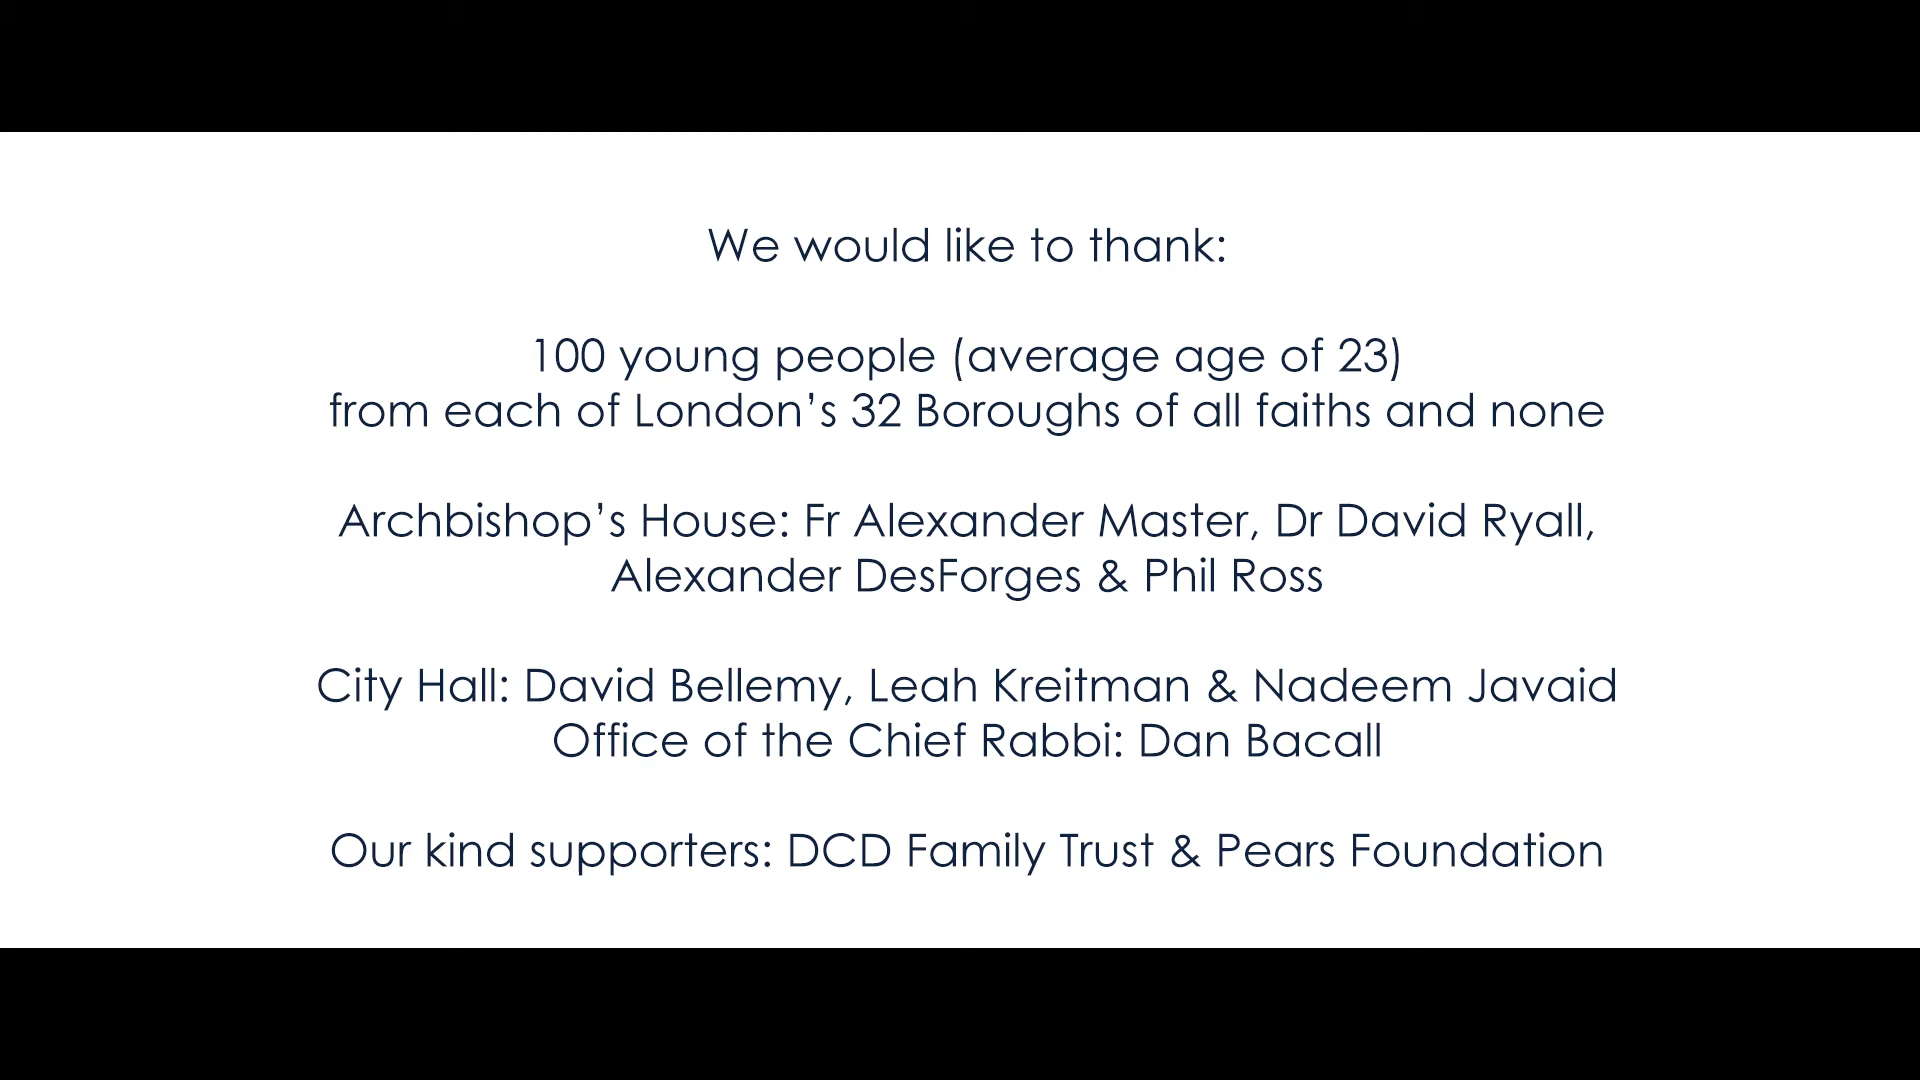 We would like to thank:
100 young people (average age of 23)
from each of London’s 32 Boroughs of all faiths and none
Archbishop’s House: Fr Alexander Master, Dr David Ryall,
Alexander DesForges & Phil Ross
City Hall: David Bellemy, Leah Kreitman & Nadeem Javaid
Office of the Chief Rabbi: Dan Bacall
Our kind supporters: DCD Family Trust & Pears Foundation